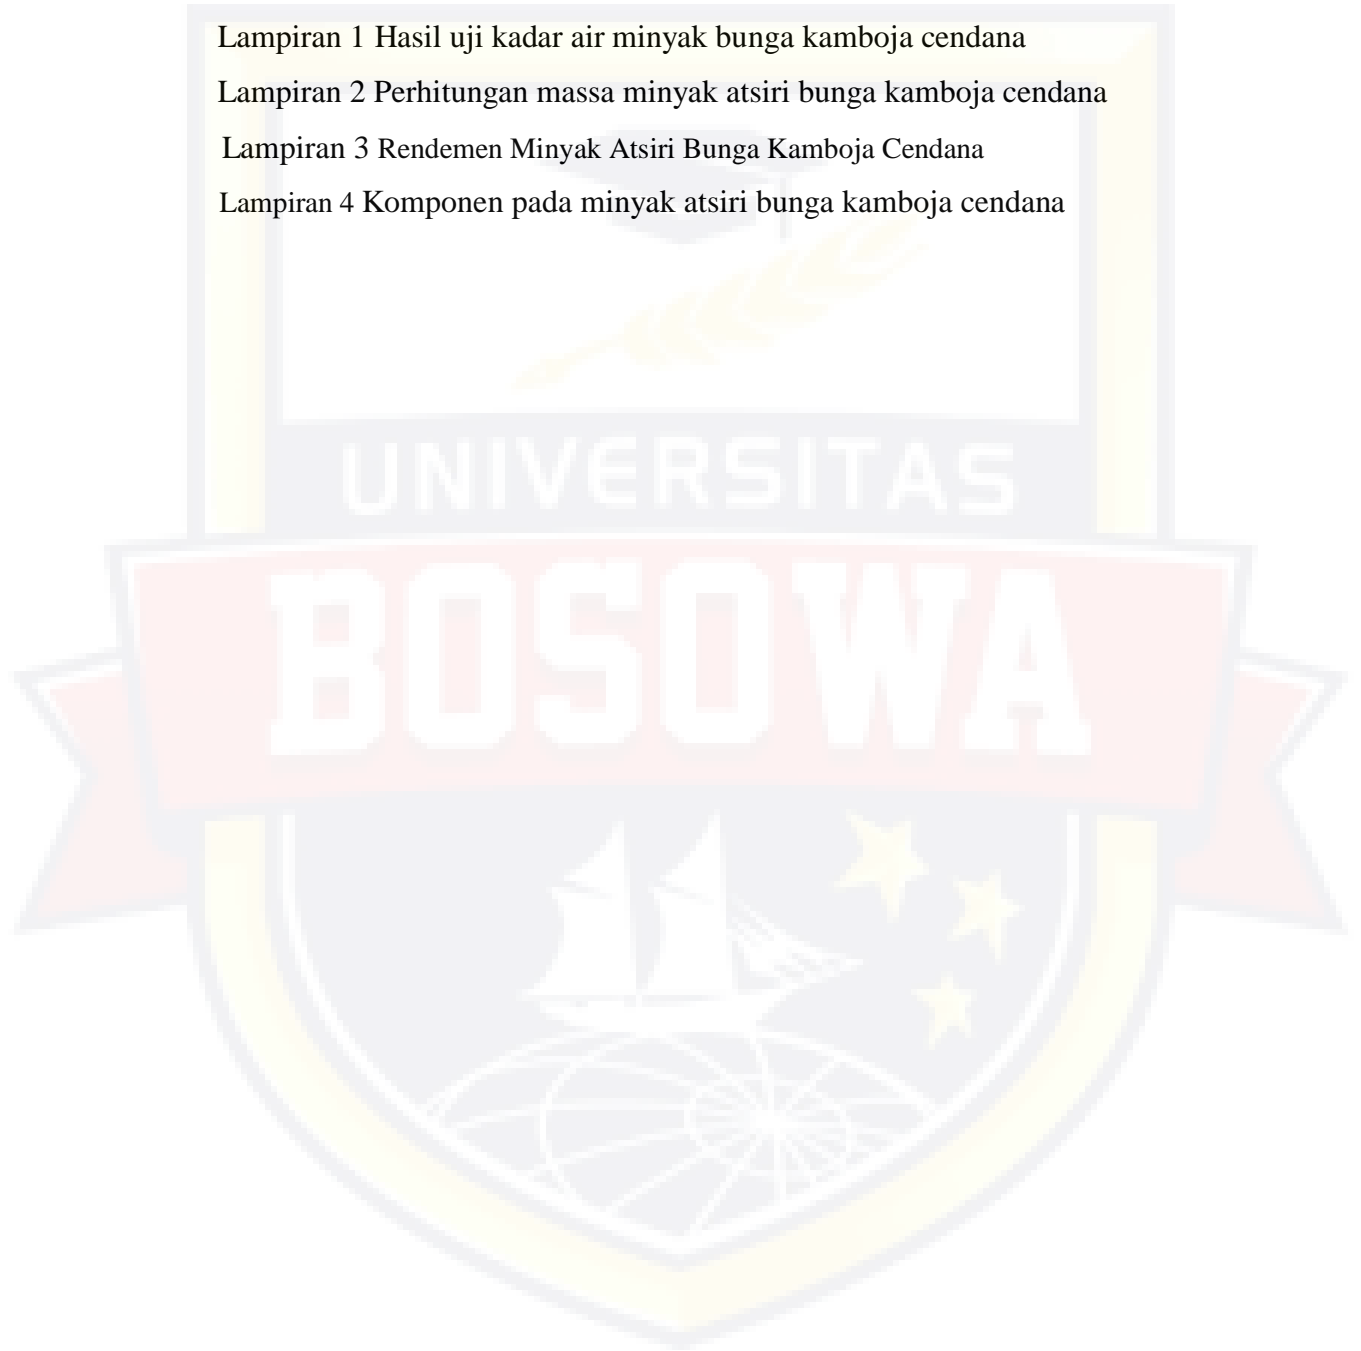 Lampiran 1 Hasil uji kadar air minyak bunga kamboja cendana
Lampiran 2 Perhitungan massa minyak atsiri bunga kamboja cendana
Lampiran 3 Rendemen Minyak Atsiri Bunga Kamboja Cendana
Lampiran 4 Komponen pada minyak atsiri bunga kamboja cendana
UNIVERSITAS
BOSOWA